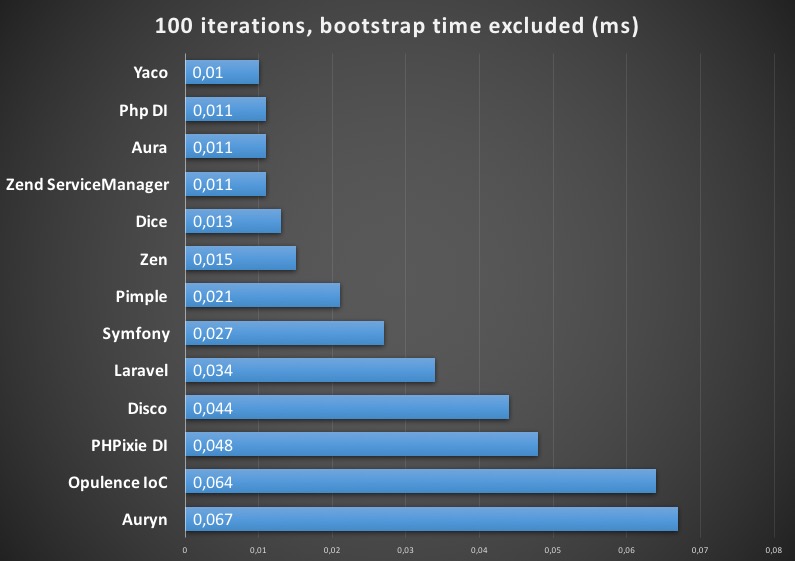 100 iterations, bootstrap time excluded (ms)
Yaco 0,01
Php DI 0,011
Aura 0,011
Zend ServiceManager 0,011
Dice 0,013
Zen 0,015
Pimple 0,021
Symfony 0,027
Laravel 0,034
Disco 0,044
PHPixie DI 0,048
Opulence IoC 0,064
Auryn 0,067
0 0,01 0,02 0,03 0,04 0,05 0,06 0,07 0,08